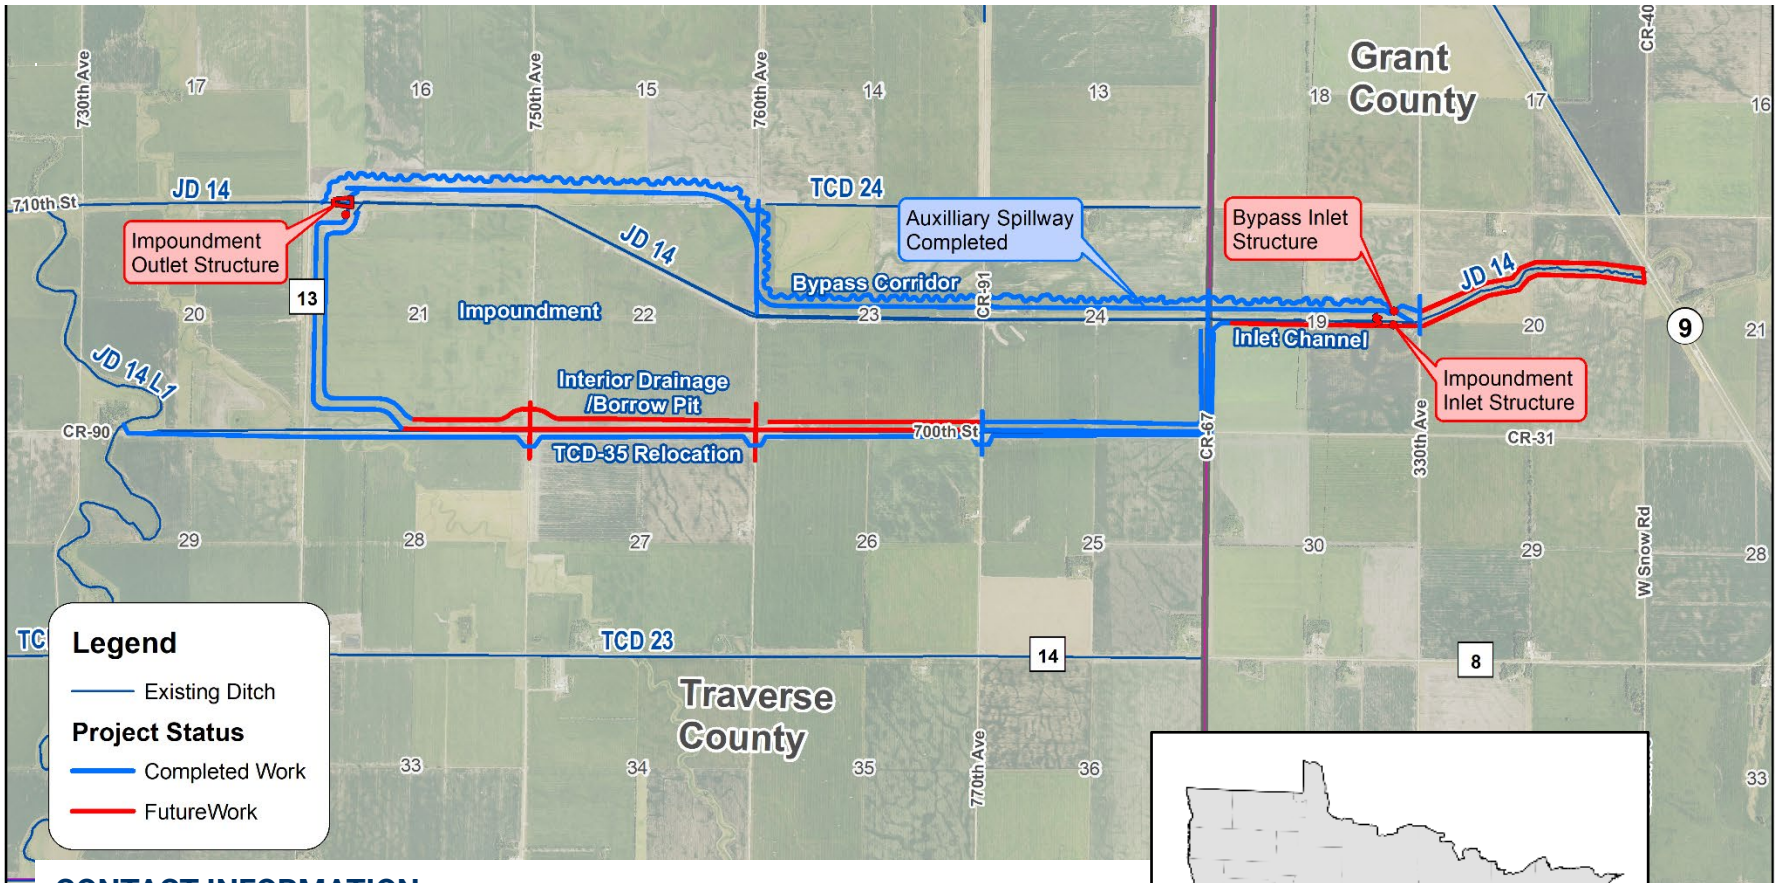 Grant
County
CR-40
730th Ave
750th Ave
760th Ave
17
16
15
14
13
18
17
16
710th St
JD 14
TCD 24
Impoundment
Outlet Structure
JD 14
Auxilliary Spillway
Completed
Bypass Inlet
Structure
JD 14
Bypass Corridor
CR-91
13
20
21
Impoundment
22
23
24
19
20
9
21
Inlet Channel
JD 14 L1
Interior Drainage
/Borrow Pit
Impoundment
Inlet Structure
CR-90
700th St
CR-67
330th Ave
CR-31
TCD-35 Relocation
29
28
27
26
25
30
29
28
W Snow Rd
TC
TCD 23
14
8
Traverse
County
33
34
35
770th Ave
36
33
Legend
Existing Ditch
Project Status
Completed Work
FutureWork
CONTACT INFORMATION